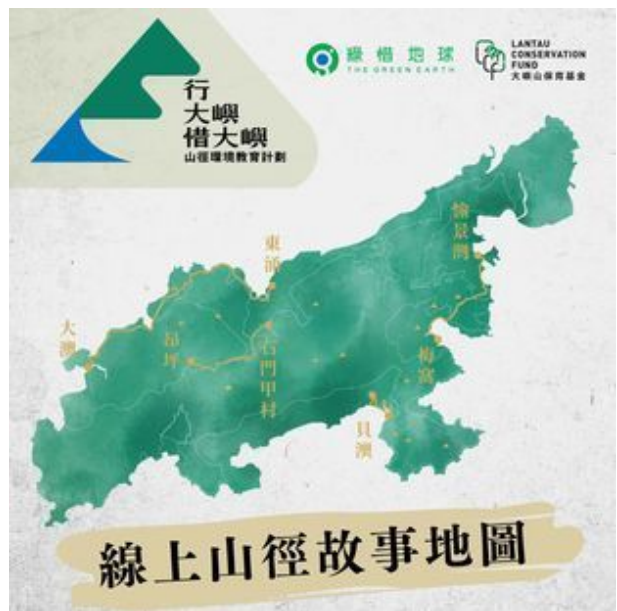 行
大嶼
惜大嶼
山徑環境教育計劃
綠惜地球
THE GREEN EARTH
LANTAU
CONSERVATION
FUND
大嶼山保育基金
愉景灣
東涌
大澳
昂坪
石門甲村
梅窩
貝澳
線上山徑故事地圖